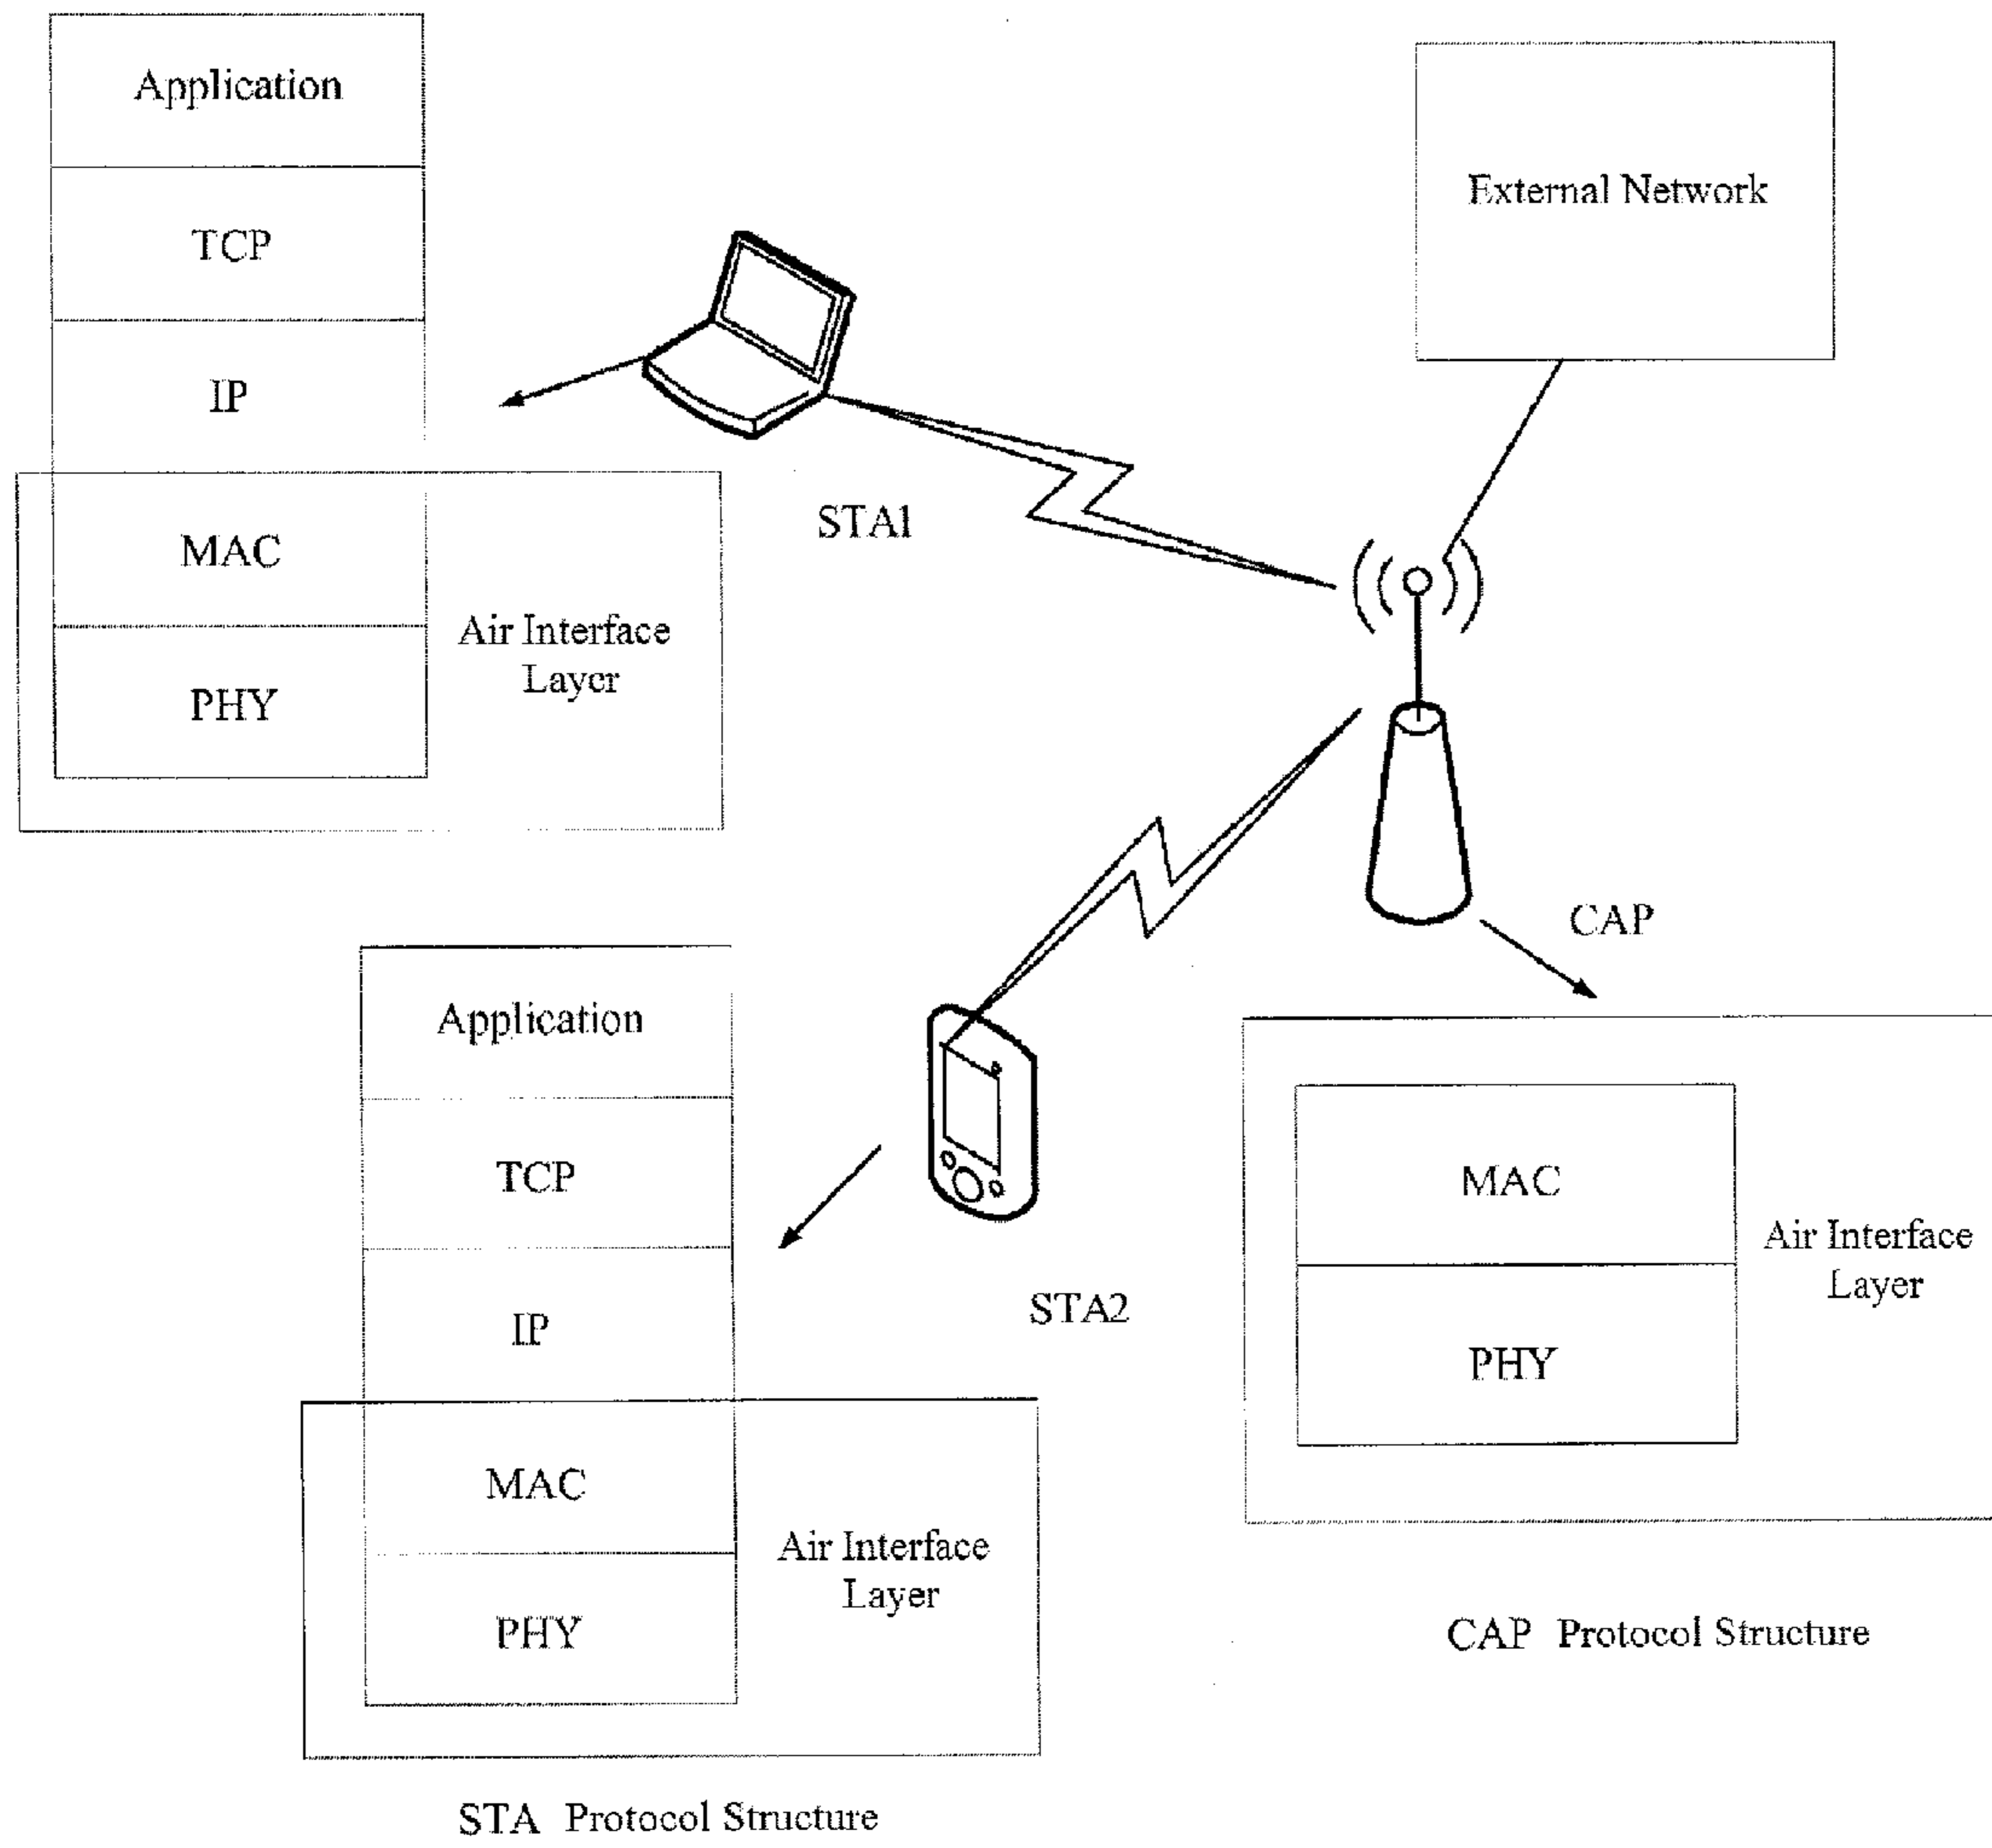 Application
TCP
IP
MAC
PHY
Air Interface
Layer
STA1
External Network
CAP
Application
TCP
IP
MAC
PHY
Air Interface
Layer
STA2
MAC
PHY
Air Interface
Layer
CAP Protocol Structure
STA Protocol Structure